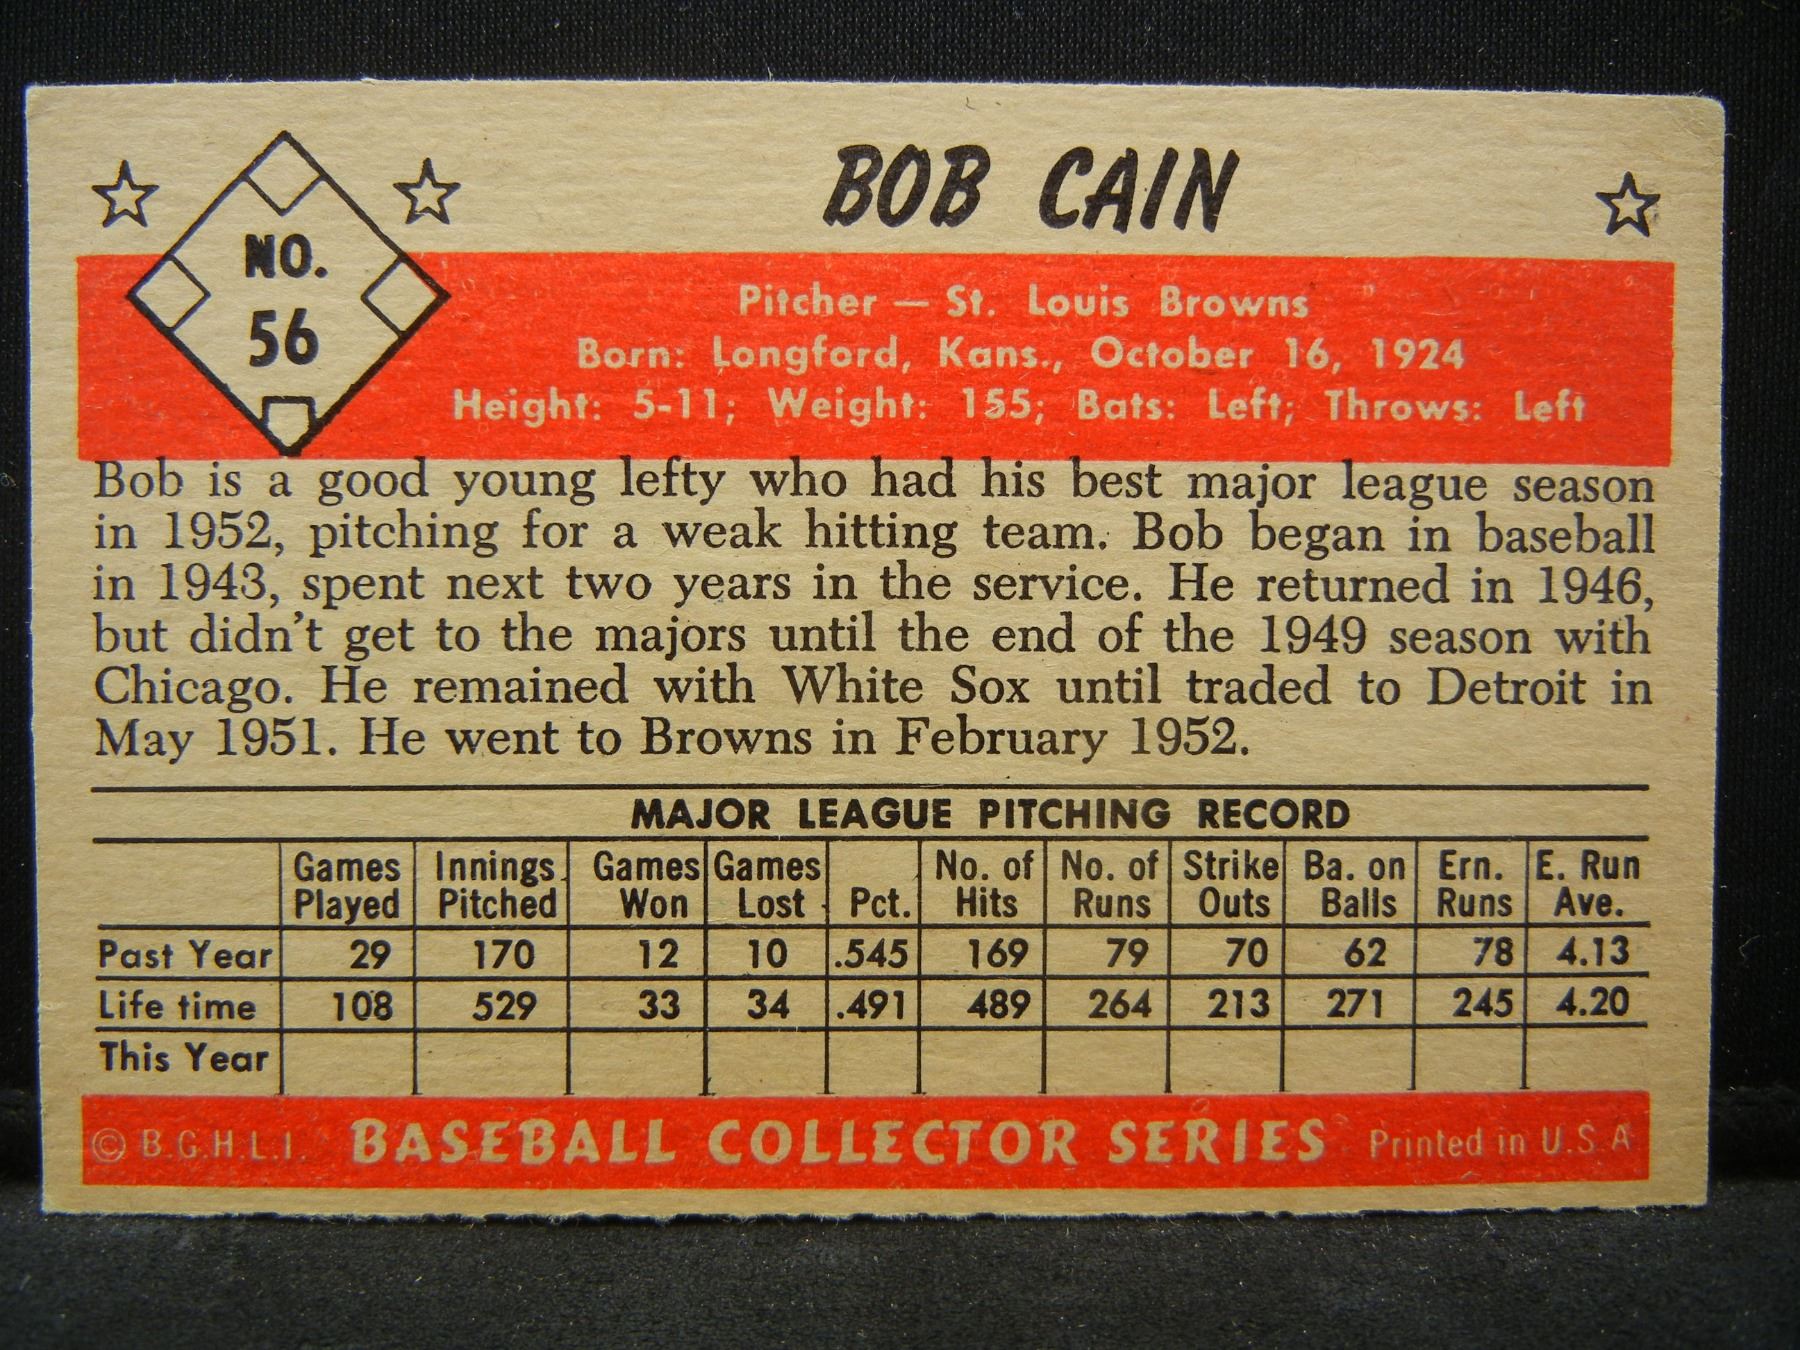 BOB CAIN
NO.
56
Pitcher — St. Louis Browns
Born: Longford, Kans., October 16, 1924
Height: 5-11; Weight: 155; Bats: Left; Throws: Left
Bob is a good young lefty who had his best major league season
in 1952, pitching for a weak hitting team. Bob began in baseball
in 1943, spent next two years in the service. He returned in 1946,
but didn't get to the majors until the end of the 1949 season with
Chicago. He remained with White Sox until traded to Detroit in
May 1951. He went to Browns in February 1952.
MAJOR LEAGUE PITCHING RECORD
Games Played Innings Pitched Games Won Games Lost Pct. No. of Hits No. of Runs Strike Outs Ba. on Balls Ern. Runs E. Run Ave.
Past Year 29 170 12 10 .545 169 79 70 62 78 4.13
Life time 108 529 33 34 .491 489 264 213 271 245 4.20
This Year
© B.G.H.L.I. BASEBALL COLLECTOR SERIES Printed in U.S.A